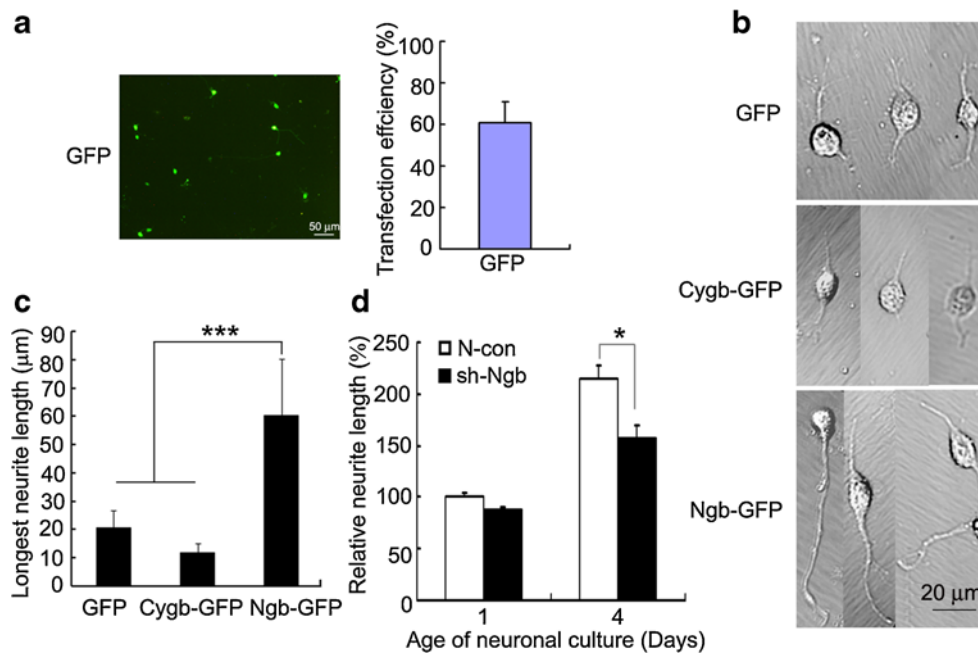 a
GFP
50 μm
Transfection effciency (%)
100
80
60
40
20
0
GFP
b
GFP
Cygb-GFP
Ngb-GFP
20 μm
c
Longest neurite length (μm)
90
80
70
60
50
40
30
20
10
0
***
GFP Cygb-GFP Ngb-GFP
d
Relative neurite length (%)
250
200
150
100
50
0
N-con
sh-Ngb
*
1 4
Age of neuronal culture (Days)